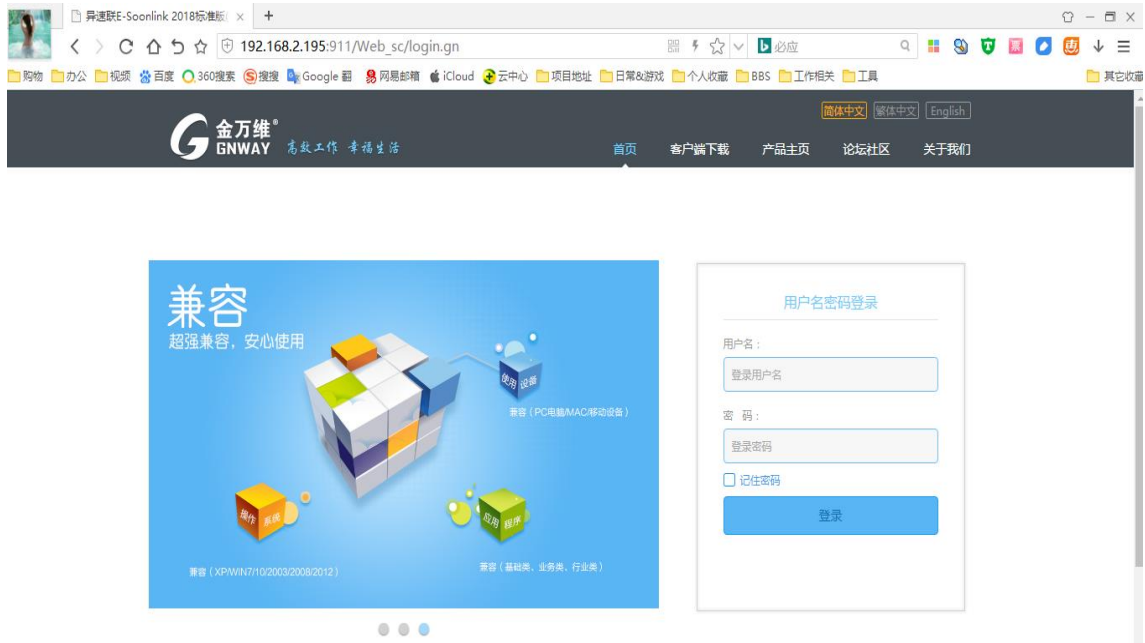 异速联E-Soonlink 2018标准版
192.168.2.195:911/Web_sc/login.gn
必应
购物 办公 视频 百度 360搜索 搜搜 Google 翻 网易邮箱 iCloud 云中心 项目地址 日常&游戏 个人收藏 BBS 工作相关 工具 其它收藏
简体中文 繁体中文 English
金万维®
GNWAY 高效工作 幸福生活
首页 客户端下载 产品主页 论坛社区 关于我们
兼容
超强兼容，安心使用
使用 设备
兼容（PC电脑/MAC/移动设备）
操作 系统
应用 程序
兼容（XP/WIN7/10/2003/2008/2012）
兼容（基础类、业务类、行业类）
用户名密码登录
用户名：
登录用户名
密 码：
登录密码
记住密码
登录